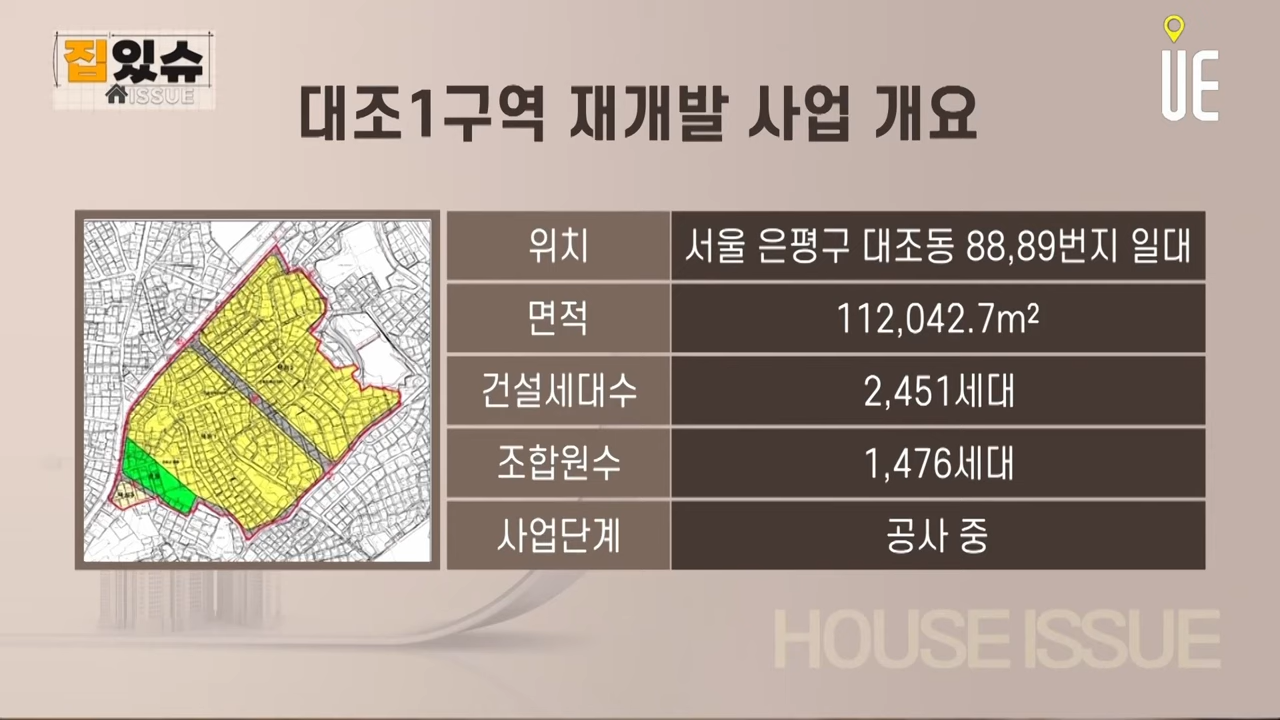 집있슈
ISSUE
UE
대조1구역 재개발 사업 개요
위치 서울 은평구 대조동 88,89번지 일대
면적 112,042.7m²
건설세대수 2,451세대
조합원수 1,476세대
사업단계 공사 중
HOUSE ISSUE